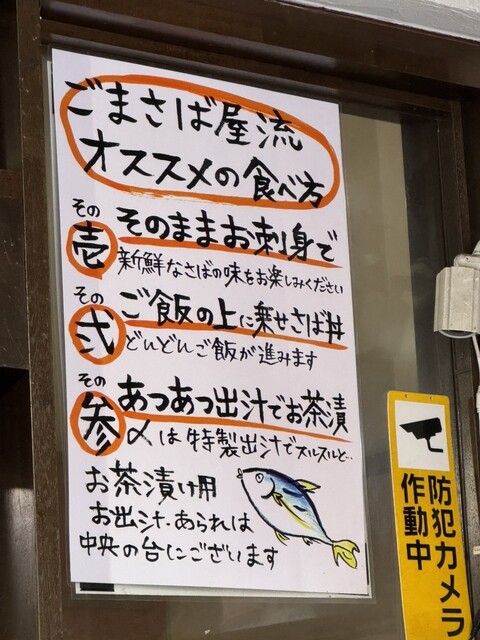 ごまさば屋流
オススメの食べ方
その
壱
そのままお刺身で
新鮮なさばの味をお楽しみください
その
弐
ご飯の上に乗せさば丼
どんどんご飯が進みます
その
参
あつあつ出汁でお茶漬
〆は特製出汁でスルスルと…
お茶漬け用
お出汁・あられは
中央の台にございます
防犯カメラ
作動中